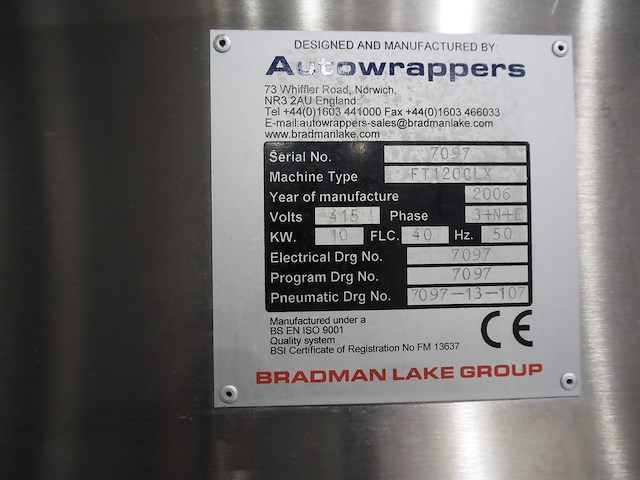 DESIGNED AND MANUFACTURED BY:
Autowrappers
73 Whiffler Road, Norwich,
NR3 2AU England
Tel +44(0)1603 441000 Fax +44(0)1603 466033
E-mail:autowrappers-sales@bradmanlake.com
www.bradmanlake.com
Serial No. 7097
Machine Type FT120CLX
Year of manufacture 2006
Volts 415 Phase 3+N+E
KW. 10 FLC. 40 Hz. 50
Electrical Drg No. 7097
Program Drg No. 7097
Pneumatic Drg No. 7097-13-107
Manufactured under a
BS EN ISO 9001
Quality system
BSI Certificate of Registration No FM 13637
CE
BRADMAN LAKE GROUP